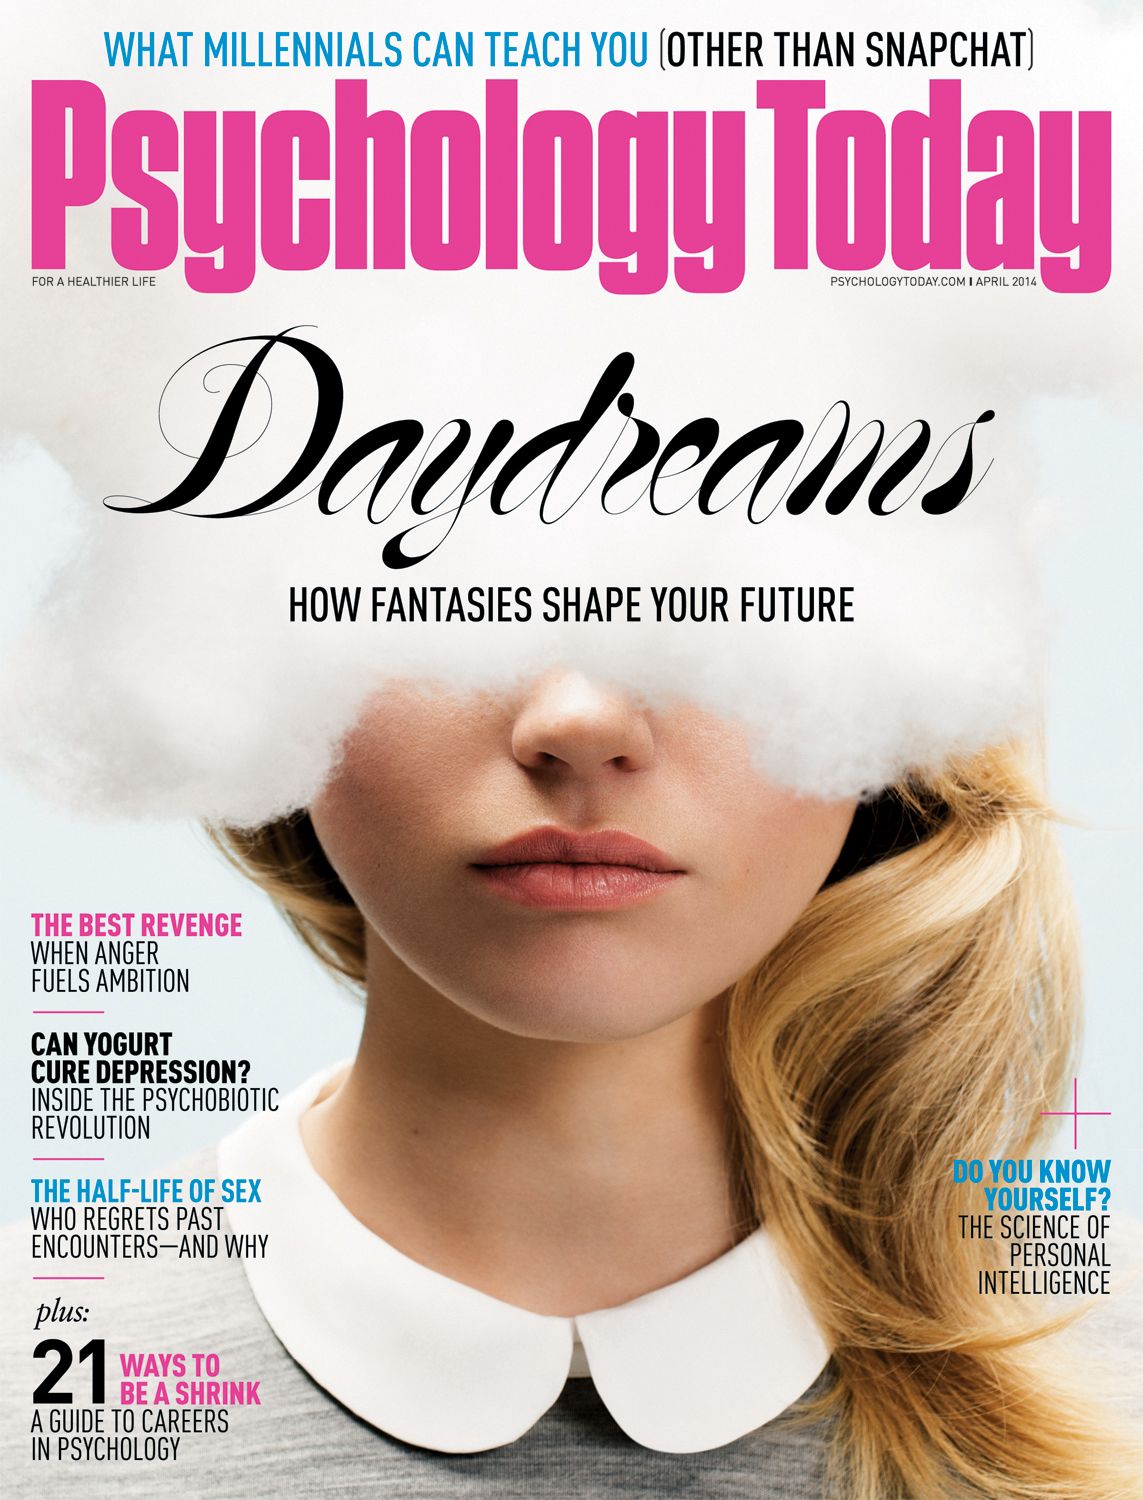 WHAT MILLENNIALS CAN TEACH YOU (OTHER THAN SNAPCHAT)
Psychology Today
FOR A HEALTHIER LIFE
PSYCHOLOGYTODAY.COM | APRIL 2014
Daydreams
HOW FANTASIES SHAPE YOUR FUTURE
THE BEST REVENGE
WHEN ANGER
FUELS AMBITION
CAN YOGURT
CURE DEPRESSION?
INSIDE THE PSYCHOBIOTIC
REVOLUTION
THE HALF-LIFE OF SEX
WHO REGRETS PAST
ENCOUNTERS—AND WHY
plus:
21 WAYS TO
BE A SHRINK
A GUIDE TO CAREERS
IN PSYCHOLOGY
DO YOU KNOW
YOURSELF?
THE SCIENCE OF
PERSONAL
INTELLIGENCE